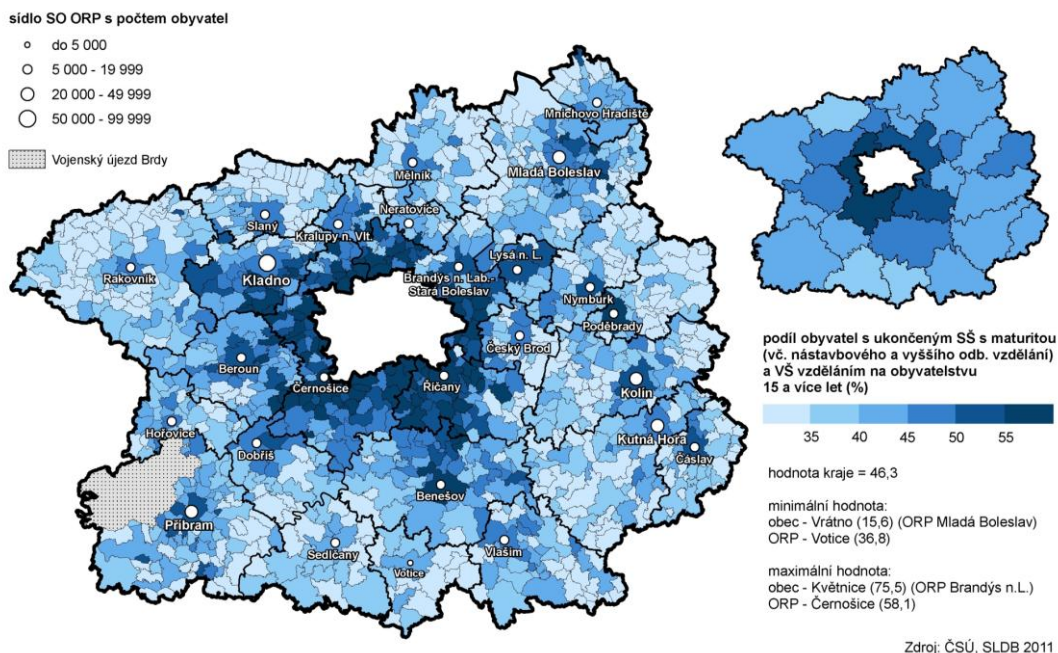 sídlo SO ORP s počtem obyvatel
do 5 000
5 000 - 19 999
20 000 - 49 999
50 000 - 99 999
Vojenský újezd Brdy
Mnichovo Hradiště
Mladá Boleslav
Mělník
Neratovice
Slaný
Kralupy n. Vlt.
Lysá n. L.
Rakovník
Kladno
Brandýs n. Lab.-
Stará Boleslav
Nymburk
Poděbrady
Český Brod
Beroun
Černošice
Říčany
Kolín
Hořovice
Kutná Hora
Dobříš
Čáslav
Benešov
Příbram
Sedlčany
Vlašim
Votice
podíl obyvatel s ukončeným SŠ s maturitou
(vč. nástavbového a vyššího odb. vzdělání)
a VŠ vzděláním na obyvatelstvu
15 a více let (%)
35 40 45 50 55
hodnota kraje = 46,3
minimální hodnota:
obec - Vrátno (15,6) (ORP Mladá Boleslav)
ORP - Votice (36,8)
maximální hodnota:
obec - Květnice (75,5) (ORP Brandýs n.L.)
ORP - Černošice (58,1)
Zdroj: ČSÚ, SLDB 2011